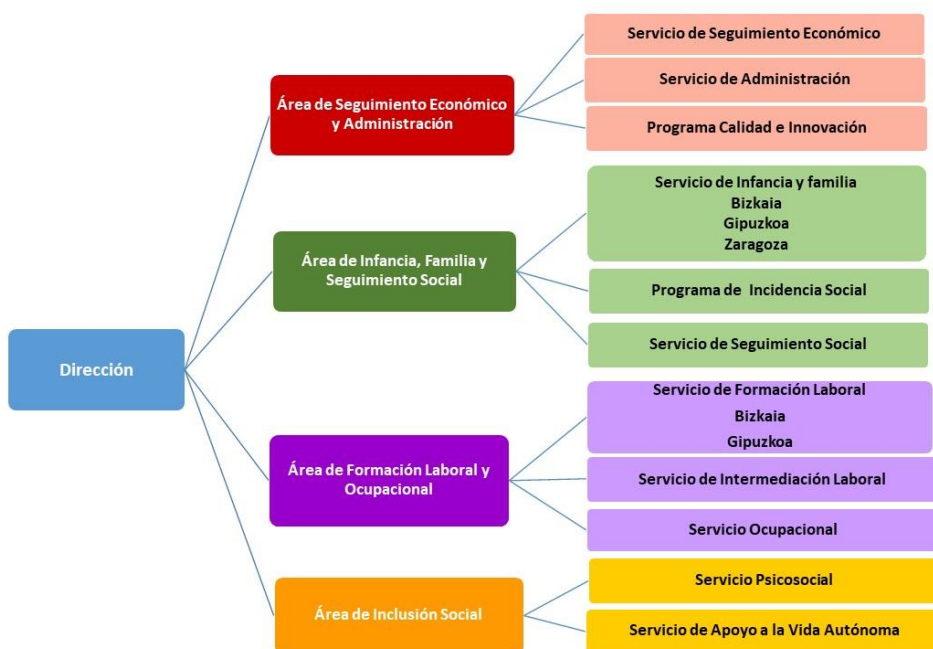 Dirección
Área de Seguimiento Económico
y Administración
Servicio de Seguimiento Económico
Servicio de Administración
Programa Calidad e Innovación
Área de Infancia, Familia y
Seguimiento Social
Servicio de Infancia y familia
Bizkaia
Gipuzkoa
Zaragoza
Programa de Incidencia Social
Servicio de Seguimiento Social
Área de Formación Laboral y
Ocupacional
Servicio de Formación Laboral
Bizkaia
Gipuzkoa
Servicio de Intermediación Laboral
Servicio Ocupacional
Área de Inclusión Social
Servicio Psicosocial
Servicio de Apoyo a la Vida Autónoma